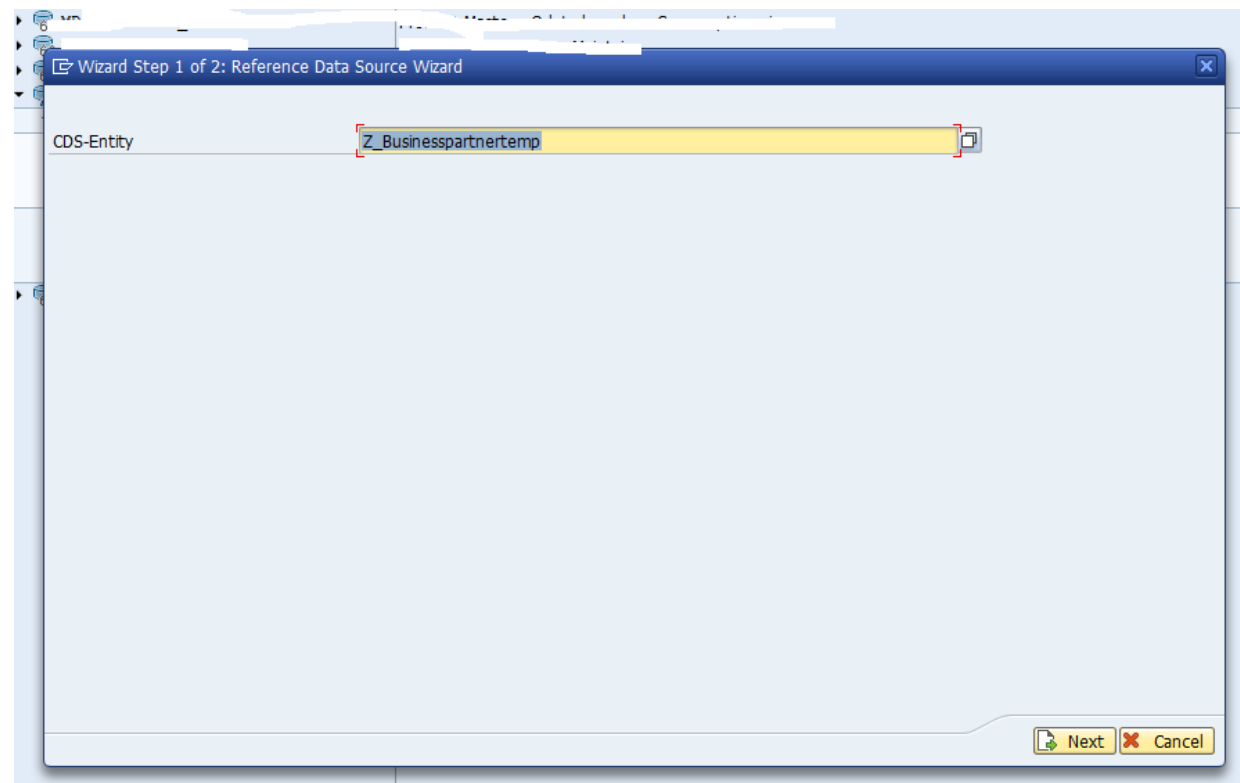 Wizard Step 1 of 2: Reference Data Source Wizard
CDS-Entity Z_Businesspartnertemp
Next Cancel